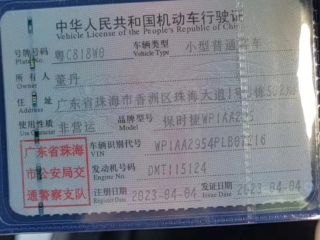 中华人民共和国机动车行驶证
Vehicle License of the People's Republic of Chi
号牌号码 粤C818W0 车辆类型 小型普通客车
Plate No. Vehicle Type
所有人 董丹
Owner
住址 广东省珠海市香洲区珠海大道1号
使用性质 非营运 品牌型号 保时捷WP1AA2
Model
广东省珠海市公安局交通警察支队
车辆识别代号
VIN
发动机号码 DMT115124
Engine No.
注册日期 2023-04-04 发证日期 2023-04-04
Register Date Issue Date